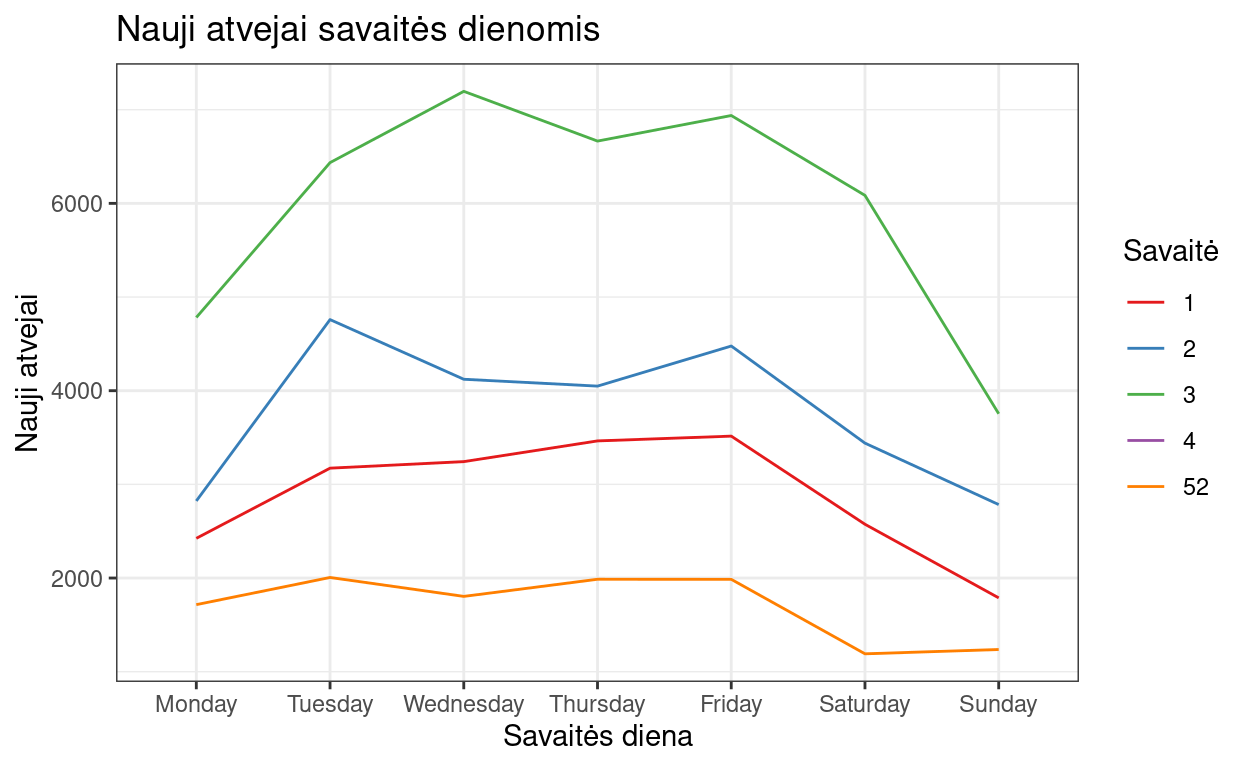 Nauji atvejai savaitės dienomis
Nauji atvejai
6000
4000
2000
Monday Tuesday Wednesday Thursday Friday Saturday Sunday
Savaitės diena
Savaitė
1
2
3
4
52